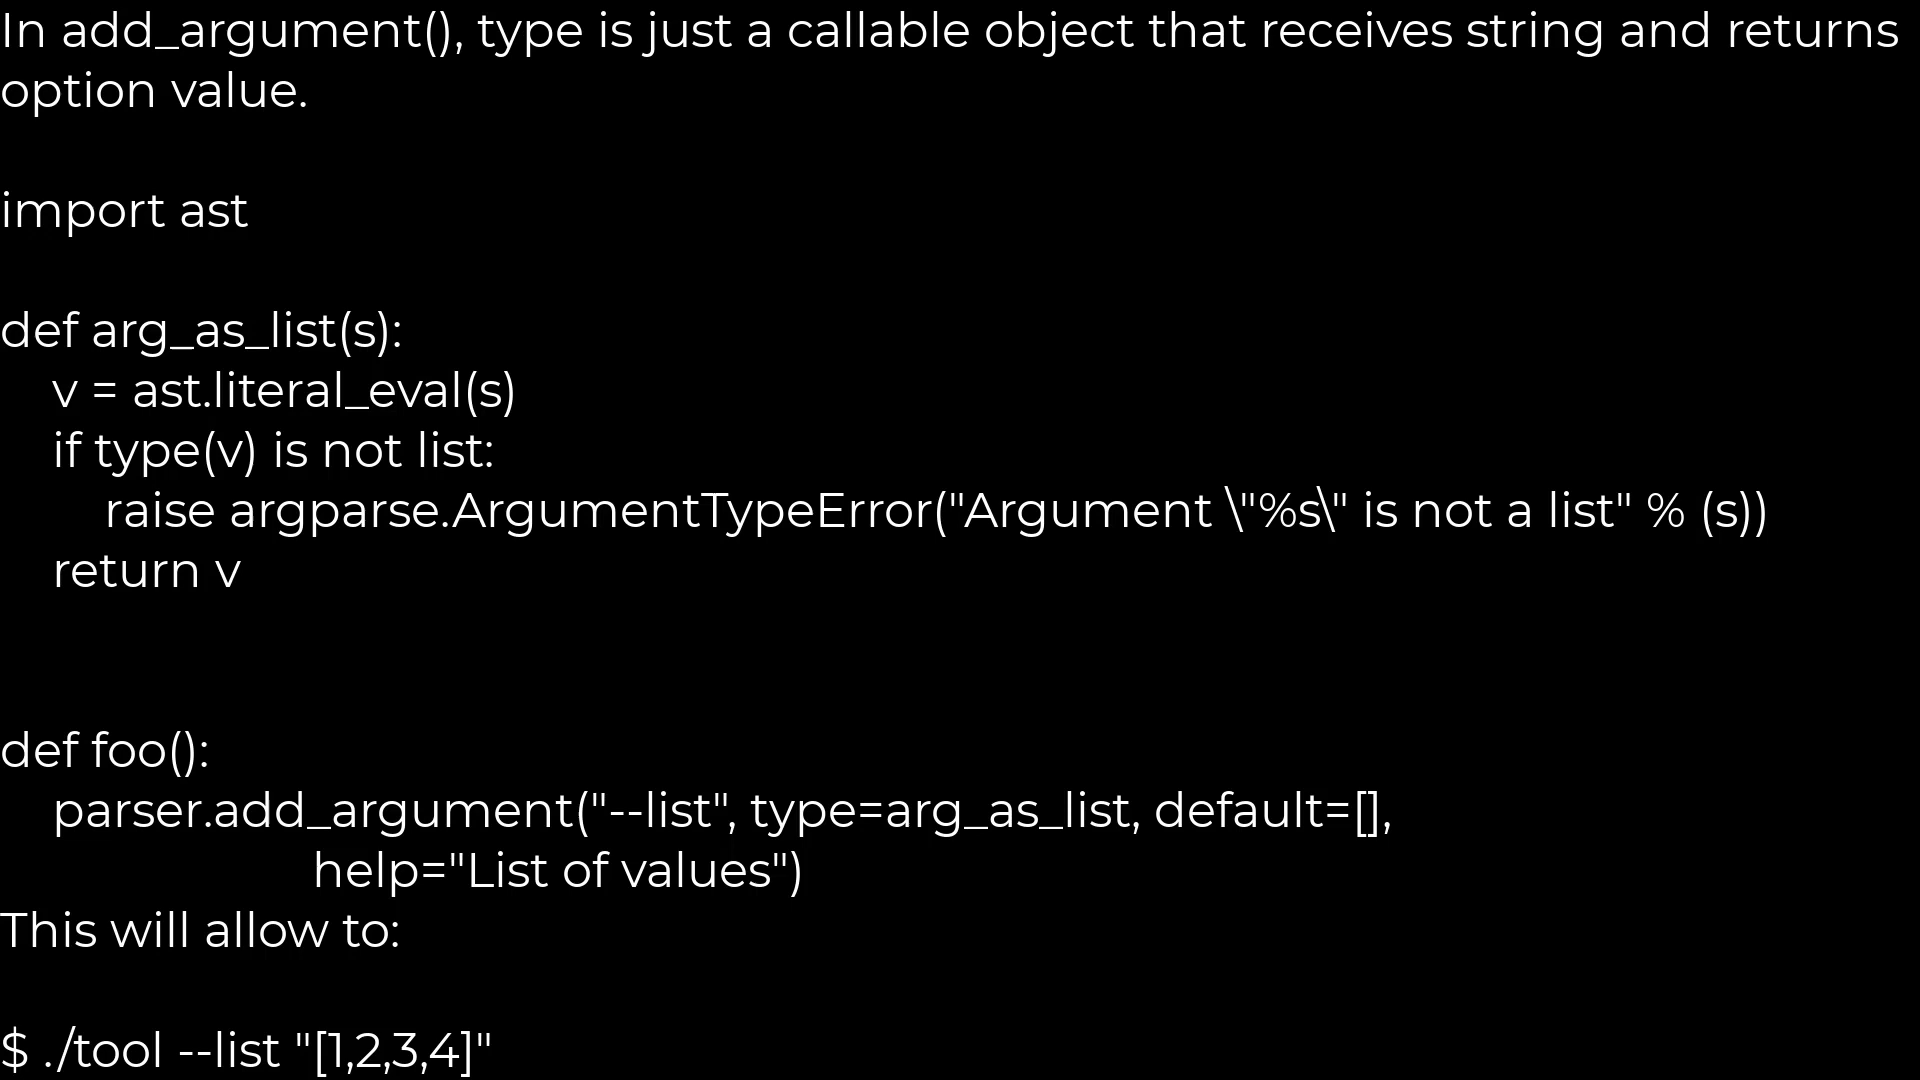 In add_argument(), type is just a callable object that receives string and returns
option value.

import ast

def arg_as_list(s):
    v = ast.literal_eval(s)
    if type(v) is not list:
        raise argparse.ArgumentTypeError("Argument \"%s\" is not a list" % (s))
    return v


def foo():
    parser.add_argument("--list", type=arg_as_list, default=[],
                    help="List of values")
This will allow to:

$ ./tool --list "[1,2,3,4]"